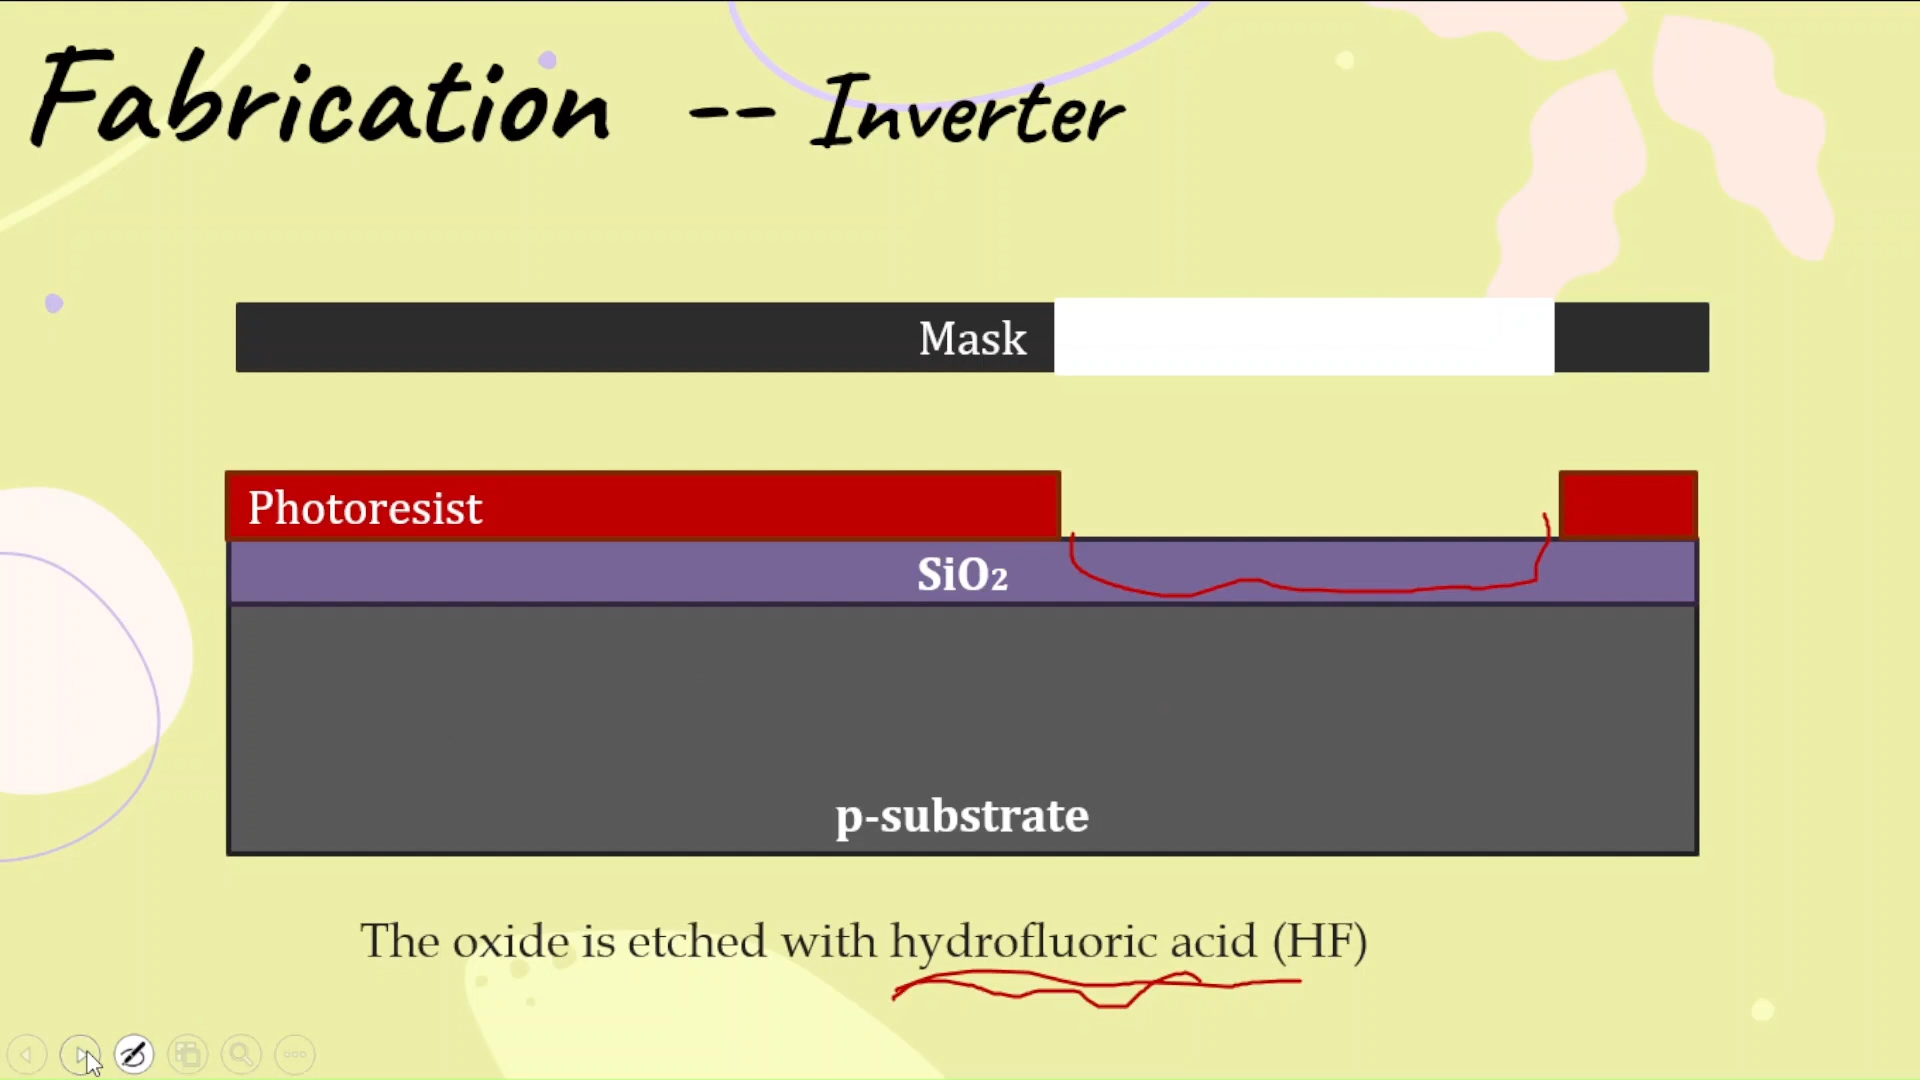 Fabrication -- Inverter
Mask
Photoresist
SiO₂
p-substrate
The oxide is etched with hydrofluoric acid (HF)